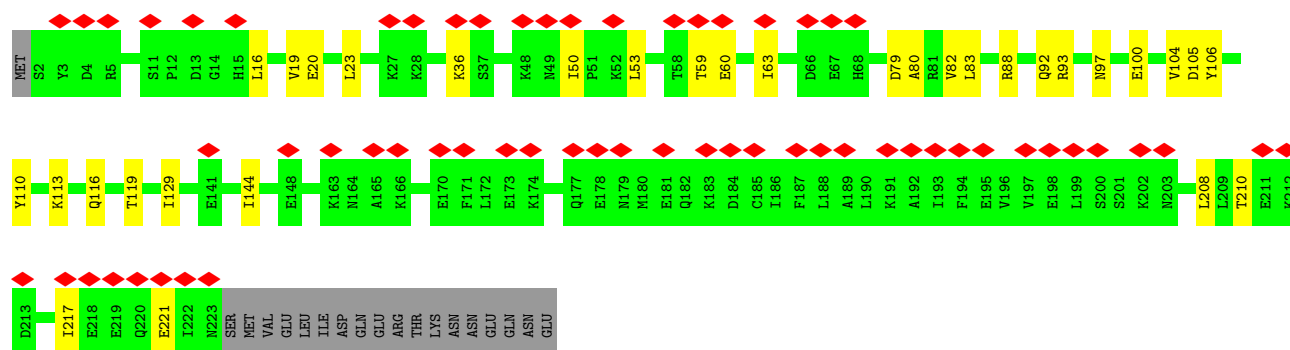 MET S2 Y3 D4 R5 S11 P12 D13 G14 H15 L16 V19 E20 L23 K27 K28 K36 S37 K48 N49 I50 P51 K52 L53 T58 T59 E60 I63 D66 E67 H68 D79 A80 R81 V82 L83 R88 Q92 R93 N97 E100 V104 D105 Y106
Y110 K113 Q116 T119 I129 E141 I144 E148 K163 N164 A165 K166 E170 F171 L172 E173 K174 Q177 E178 N179 M180 E181 Q182 K183 D184 C185 I186 F187 L188 A189 L190 K191 A192 I193 F194 E195 V196 V197 E198 L199 S200 S201 K202 N203 L208 L209 T210 E211 K212
D213 I217 E218 E219 Q220 E221 I222 N223 SER MET VAL GLU LEU ILE ASP GLN GLU ARG THR LYS ASN ASN GLU GLN ASN GLU